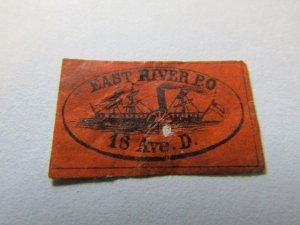 EAST RIVER P.O.
18 Ave. D.